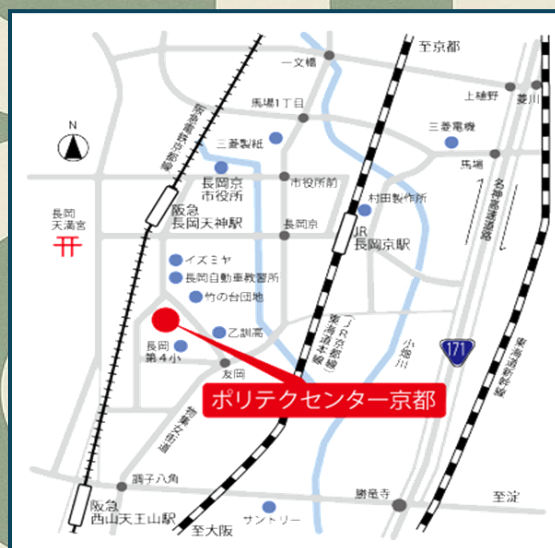 至京都
一文橋
上植野
菱川
馬場1丁目
三菱電機
三菱製紙
馬場
N
阪急電鉄京都線
長岡京
市役所
市役所前
名神高速道路
村田製作所
長岡
天満宮
阪急
長岡天神駅
長岡京
JR
長岡京駅
イズミヤ
長岡自動車教習所
竹の台団地
(JR京都線)
東海道本線
乙訓高
小畑川
171
東海道新幹線
長岡
第4小
友岡
ポリテクセンター京都
物集女街道
調子八角
勝竜寺
至淀
阪急
西山天王山駅
サントリー
至大阪